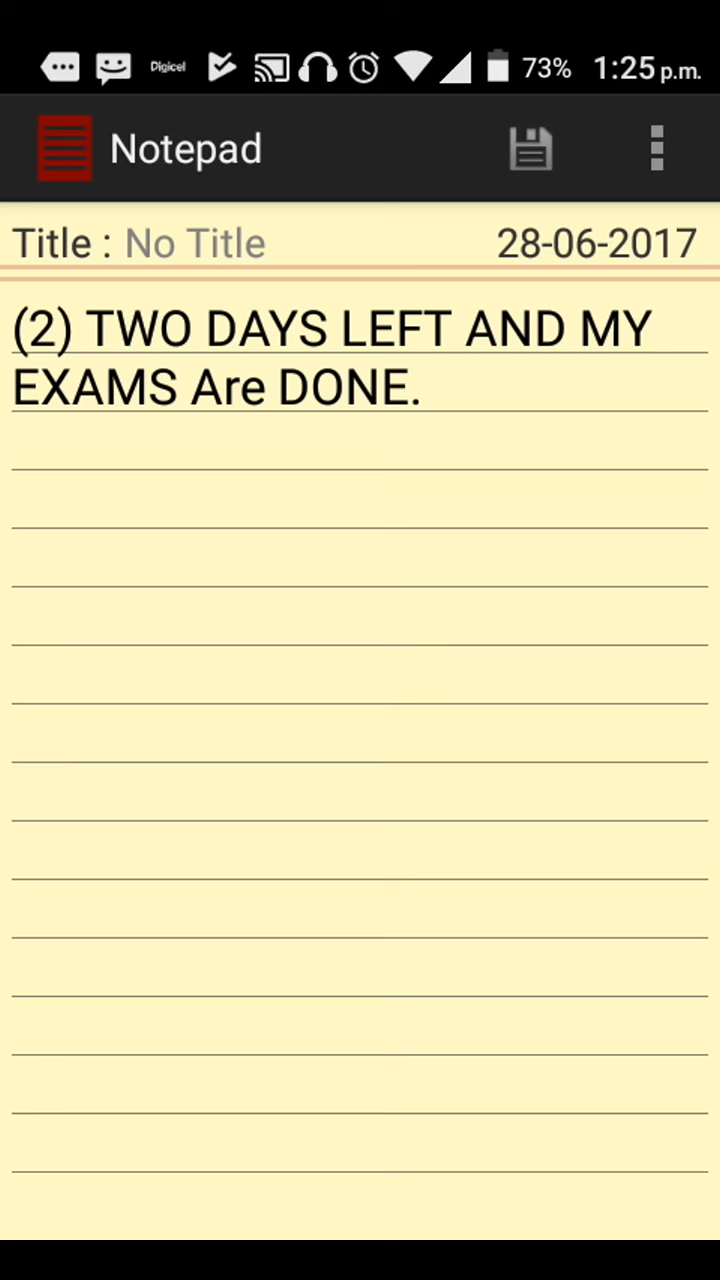 Digicel 73% 1:25 p.m.
Notepad
Title : No Title 28-06-2017
(2) TWO DAYS LEFT AND MY
EXAMS Are DONE.